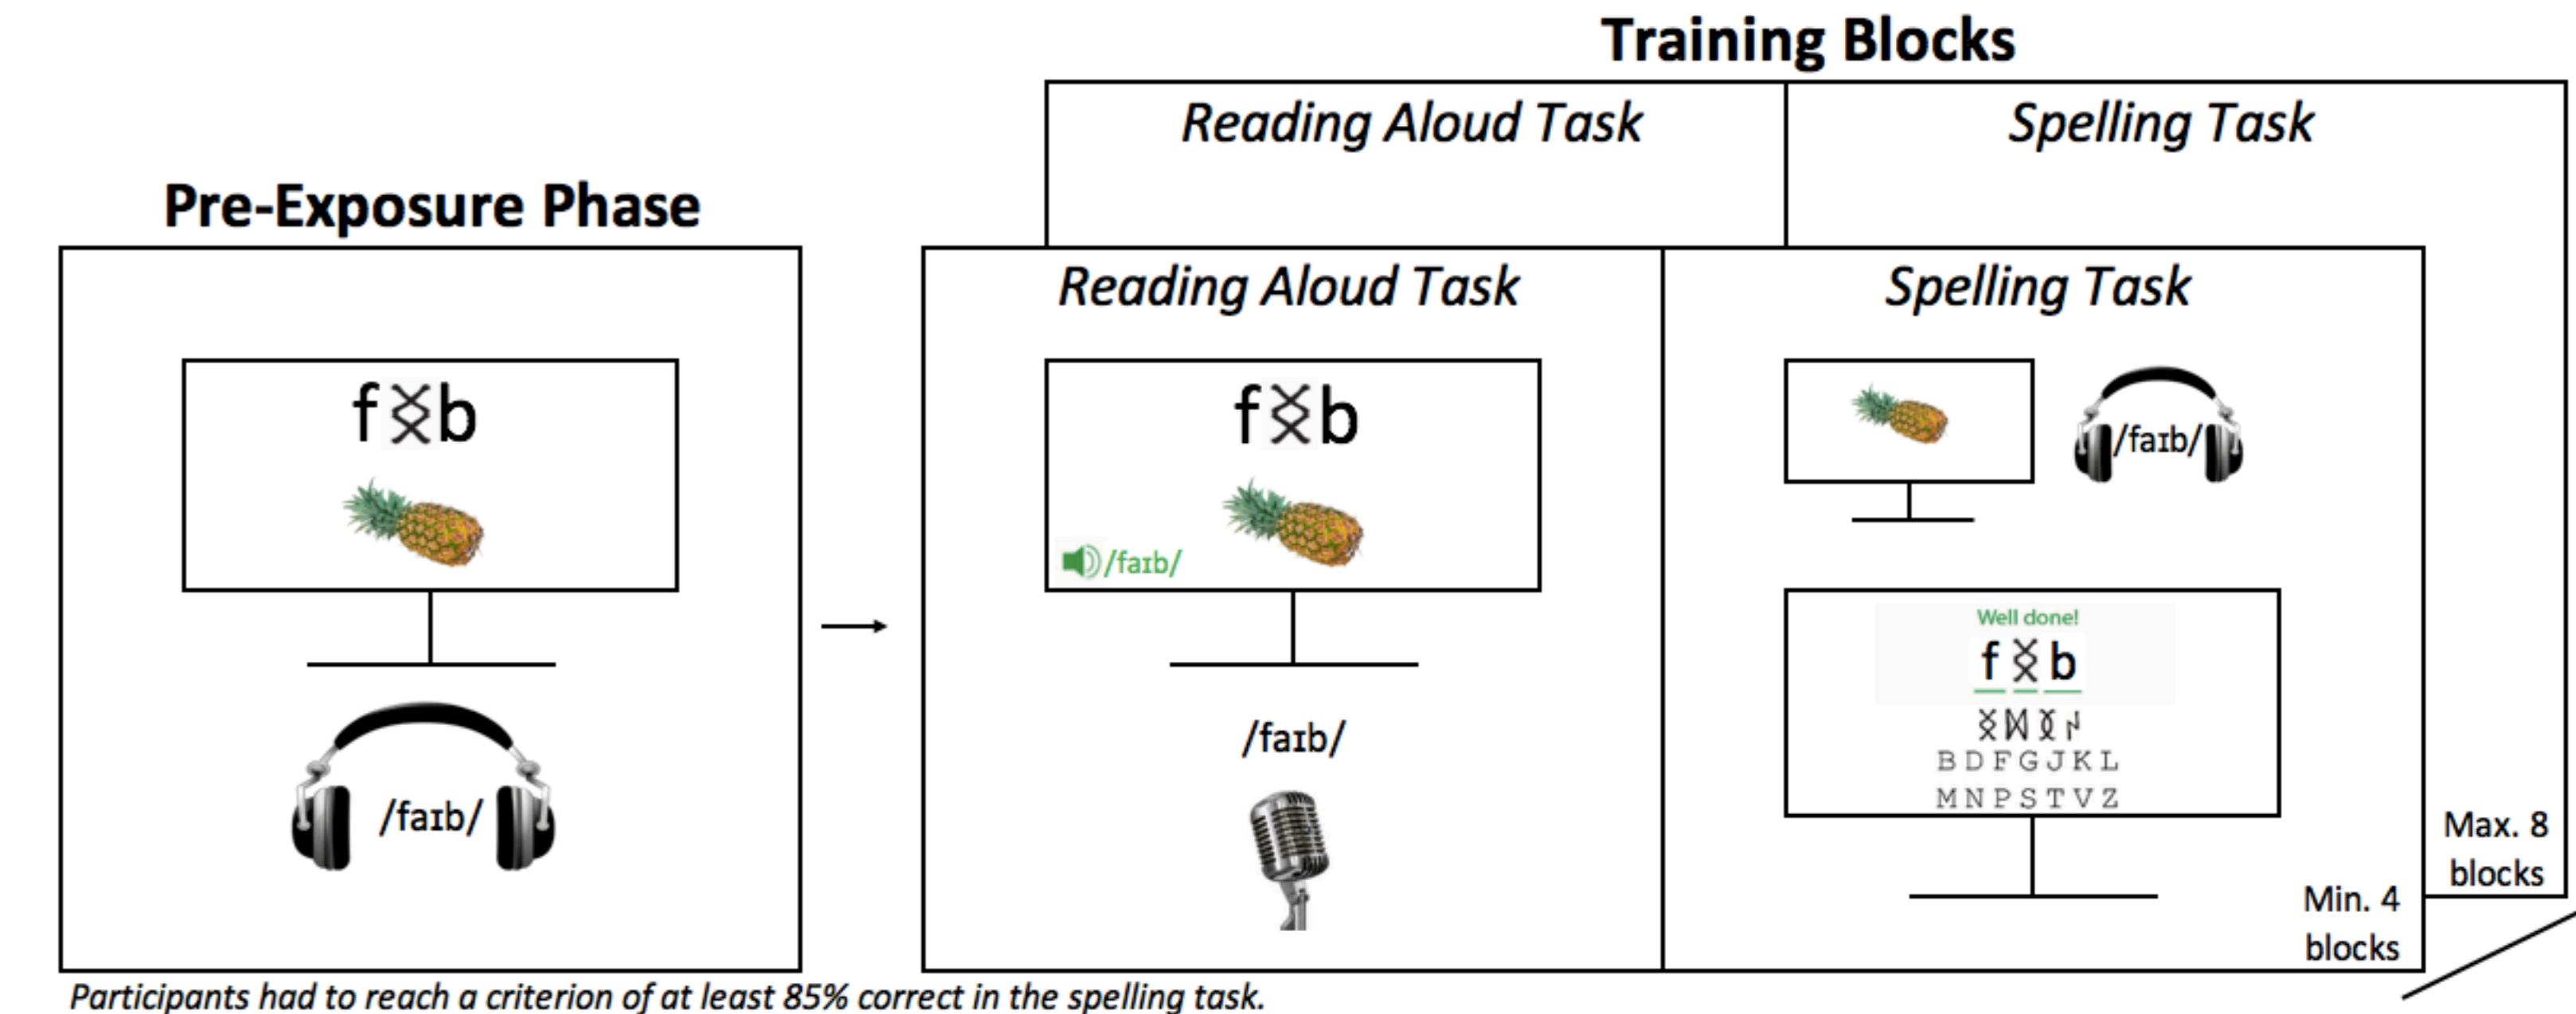 Training Blocks
Reading Aloud Task
Spelling Task
Pre-Exposure Phase
Reading Aloud Task
Spelling Task
f b
f b
/faɪb/
/faɪb/
Well done!
f b
B D F G J K L
M N P S T V Z
/faɪb/
/faɪb/
Max. 8
blocks
Min. 4
blocks
Participants had to reach a criterion of at least 85% correct in the spelling task.